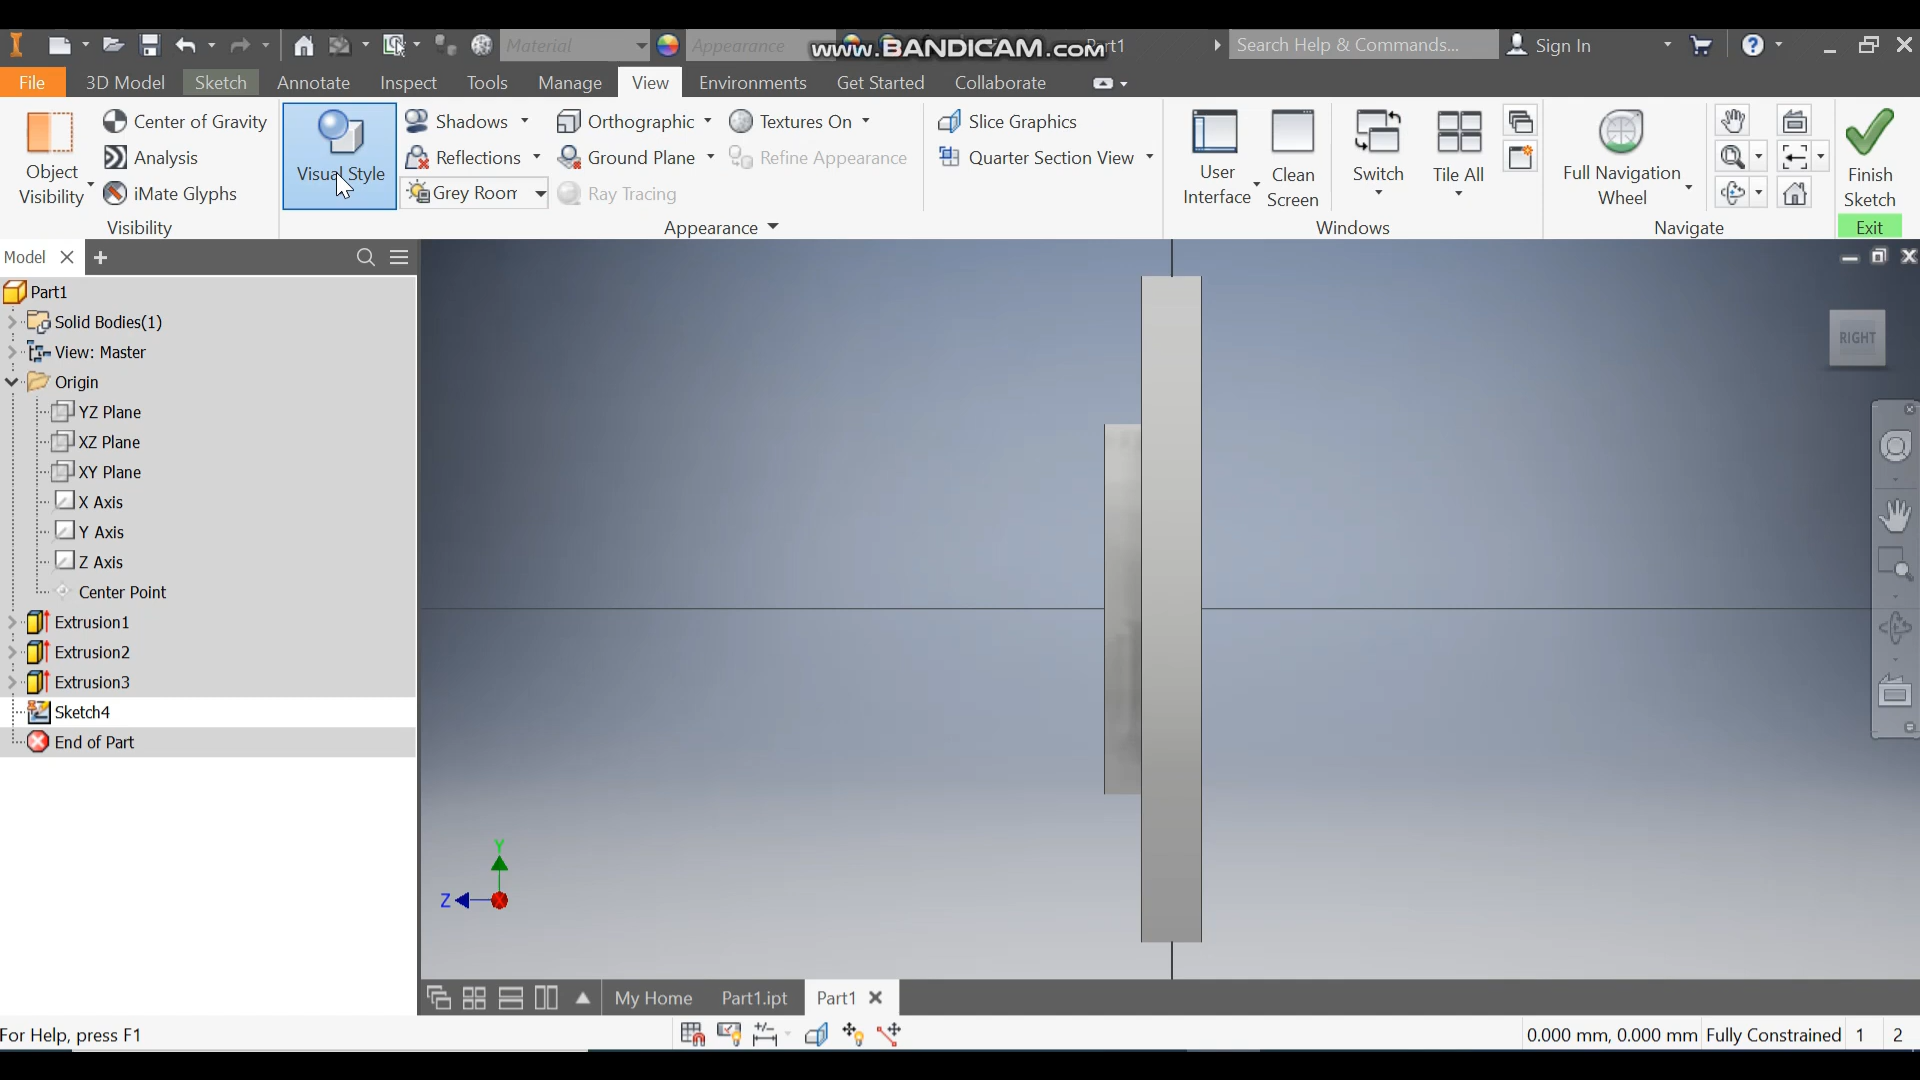 Material
Appearance
www.BANDICAM.com
Part1
Search Help & Commands...
Sign In
File
3D Model
Sketch
Annotate
Inspect
Tools
Manage
View
Environments
Get Started
Collaborate
Object
Visibility
Center of Gravity
Analysis
iMate Glyphs
Visibility
Visual Style
Shadows
Reflections
Grey Room
Orthographic
Ground Plane
Ray Tracing
Textures On
Refine Appearance
Appearance
Slice Graphics
Quarter Section View
User
Interface
Clean
Screen
Switch
Tile All
Windows
Full Navigation
Wheel
Navigate
Finish
Sketch
Exit
Model
Part1
Solid Bodies(1)
View: Master
Origin
YZ Plane
XZ Plane
XY Plane
X Axis
Y Axis
Z Axis
Center Point
Extrusion1
Extrusion2
Extrusion3
Sketch4
End of Part
RIGHT
Y
Z
My Home
Part1.ipt
Part1
For Help, press F1
0.000 mm, 0.000 mm
Fully Constrained
1
2